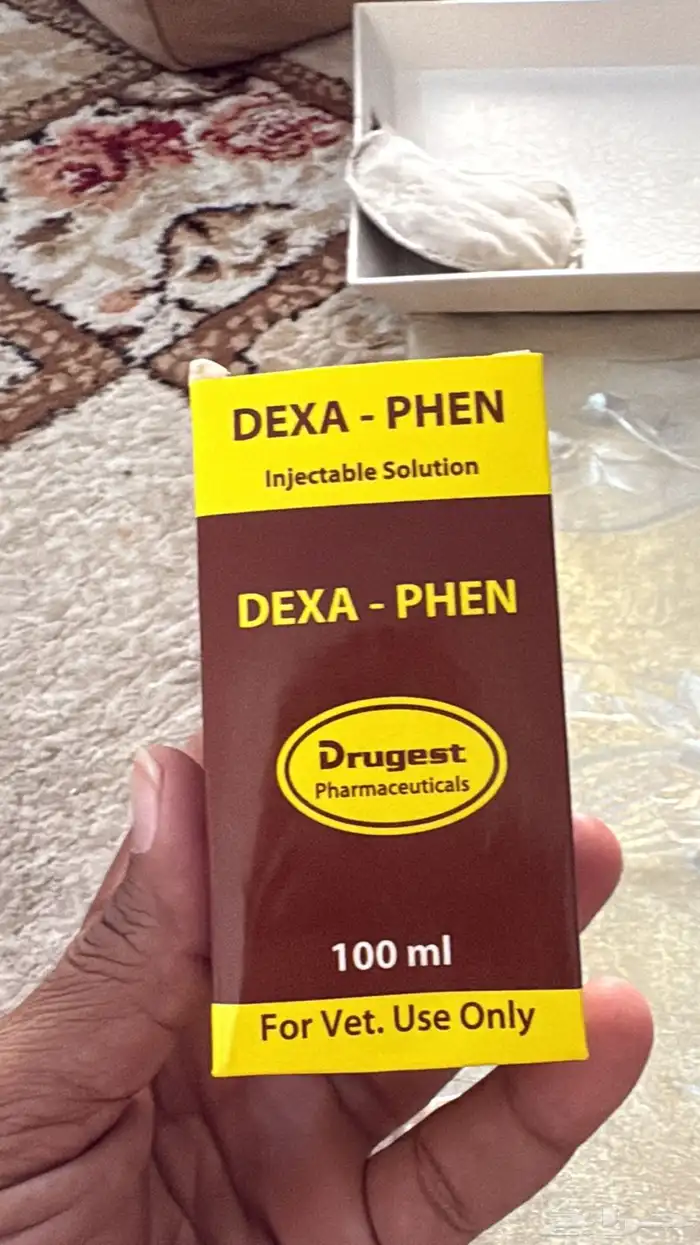 DEXA - PHEN
Injectable Solution
DEXA - PHEN
Drugest
Pharmaceuticals
100 ml
For Vet. Use Only